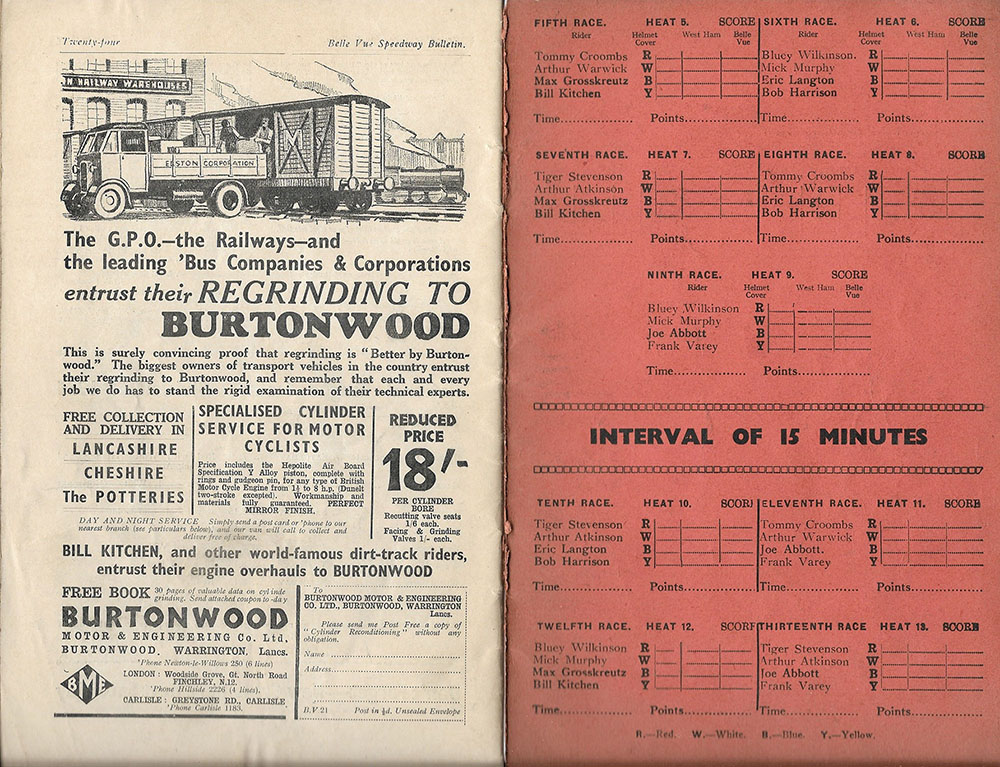 Twenty-four
Belle Vue Speedway Bulletin.
RAILWAY WAREHOUSES
CORPORATION
The G.P.O.—the Railways—and
the leading 'Bus Companies & Corporations
entrust their REGRINDING TO
BURTONWOOD
This is surely convincing proof that regrinding is "Better by Burton-
wood." The biggest owners of transport vehicles in the country entrust
their regrinding to Burtonwood, and remember that each and every
job we do has to stand the rigid examination of their technical experts.
FREE COLLECTION
AND DELIVERY IN
LANCASHIRE
CHESHIRE
The POTTERIES
SPECIALISED CYLINDER
SERVICE FOR MOTOR
CYCLISTS
Price includes the Hepolite Air Board
Specification Y Alloy piston, complete with
rings and gudgeon pin, for any type of British
Motor Cycle Engine from 1½ to 8 h.p. (Dunelt
two-stroke excepted). Workmanship and
materials fully guaranteed. PERFECT
MIRROR FINISH.
REDUCED
PRICE
18/-
PER CYLINDER
BORE
Recutting valve seats
1/6 each.
Facing & Grinding
Valves 1/- each.
DAY AND NIGHT SERVICE Simply send a post card or 'phone to our
nearest branch (see particulars below), and our van will call to collect and
deliver free of charge.
BILL KITCHEN, and other world-famous dirt-track riders,
entrust their engine overhauls to BURTONWOOD
FREE BOOK 30 pages of valuable data on cylinde
grinding. Send attached coupon to-day
BURTONWOOD
MOTOR & ENGINEERING Co. Ltd.
BURTONWOOD, WARRINGTON, Lancs.
'Phone Newton-le-Willows 250 (6 lines)
LONDON: Woodside Grove, Gt. North Road
FINCHLEY, N.12.
'Phone Hillside 2226 (4 lines).
CARLISLE: GREYSTONE RD., CARLISLE
'Phone Carlisle 1183.
BME
To
BURTONWOOD MOTOR & ENGINEERING
CO. LTD., BURTONWOOD, WARRINGTON
Lancs.
Please send me Post Free a copy of
"Cylinder Reconditioning" without any
obligation.
Name
Address
B.V.21 Post in ½d. Unsealed Envelope
FIFTH RACE. HEAT 5. SCORE
Rider Helmet Cover West Ham Belle Vue
Tommy Croombs R
Arthur Warwick W
Max Grosskreutz B
Bill Kitchen Y
Time Points
SIXTH RACE. HEAT 6. SCORE
Rider Helmet Cover West Ham Belle Vue
Bluey Wilkinson. R
Mick Murphy W
Eric Langton B
Bob Harrison Y
Time Points
SEVENTH RACE. HEAT 7. SCORE
Tiger Stevenson R
Arthur Atkinson W
Max Grosskreutz B
Bill Kitchen Y
Time Points
EIGHTH RACE. HEAT 8. SCORE
Tommy Croombs R
Arthur Warwick W
Eric Langton B
Bob Harrison Y
Time Points
NINTH RACE. HEAT 9. SCORE
Rider Helmet Cover West Ham Belle Vue
Bluey Wilkinson R
Mick Murphy W
Joe Abbott B
Frank Varey Y
Time Points
INTERVAL OF 15 MINUTES
TENTH RACE. HEAT 10. SCORE
Tiger Stevenson R
Arthur Atkinson W
Eric Langton B
Bob Harrison Y
Time Points
ELEVENTH RACE. HEAT 11. SCORE
Tommy Croombs R
Arthur Warwick W
Joe Abbott. B
Frank Varey Y
Time Points
TWELFTH RACE. HEAT 12. SCORE
Bluey Wilkinson R
Mick Murphy W
Max Grosskreutz B
Bill Kitchen Y
Time Points
THIRTEENTH RACE HEAT 13. SCORE
Tiger Stevenson R
Arthur Atkinson W
Joe Abbott B
Frank Varey Y
Time Points
R.—Red. W.—White. B.—Blue. Y.—Yellow.